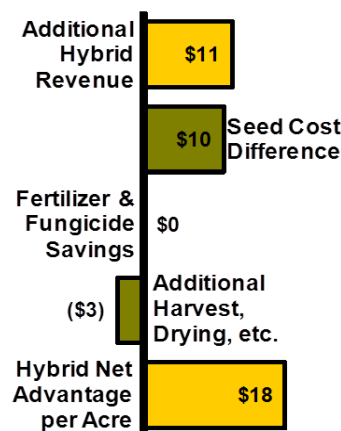 Additional
Hybrid
Revenue
$11
$10
Seed Cost
Difference
Fertilizer &
Fungicide
Savings
$0
($3)
Additional
Harvest,
Drying, etc.
Hybrid Net
Advantage
per Acre
$18